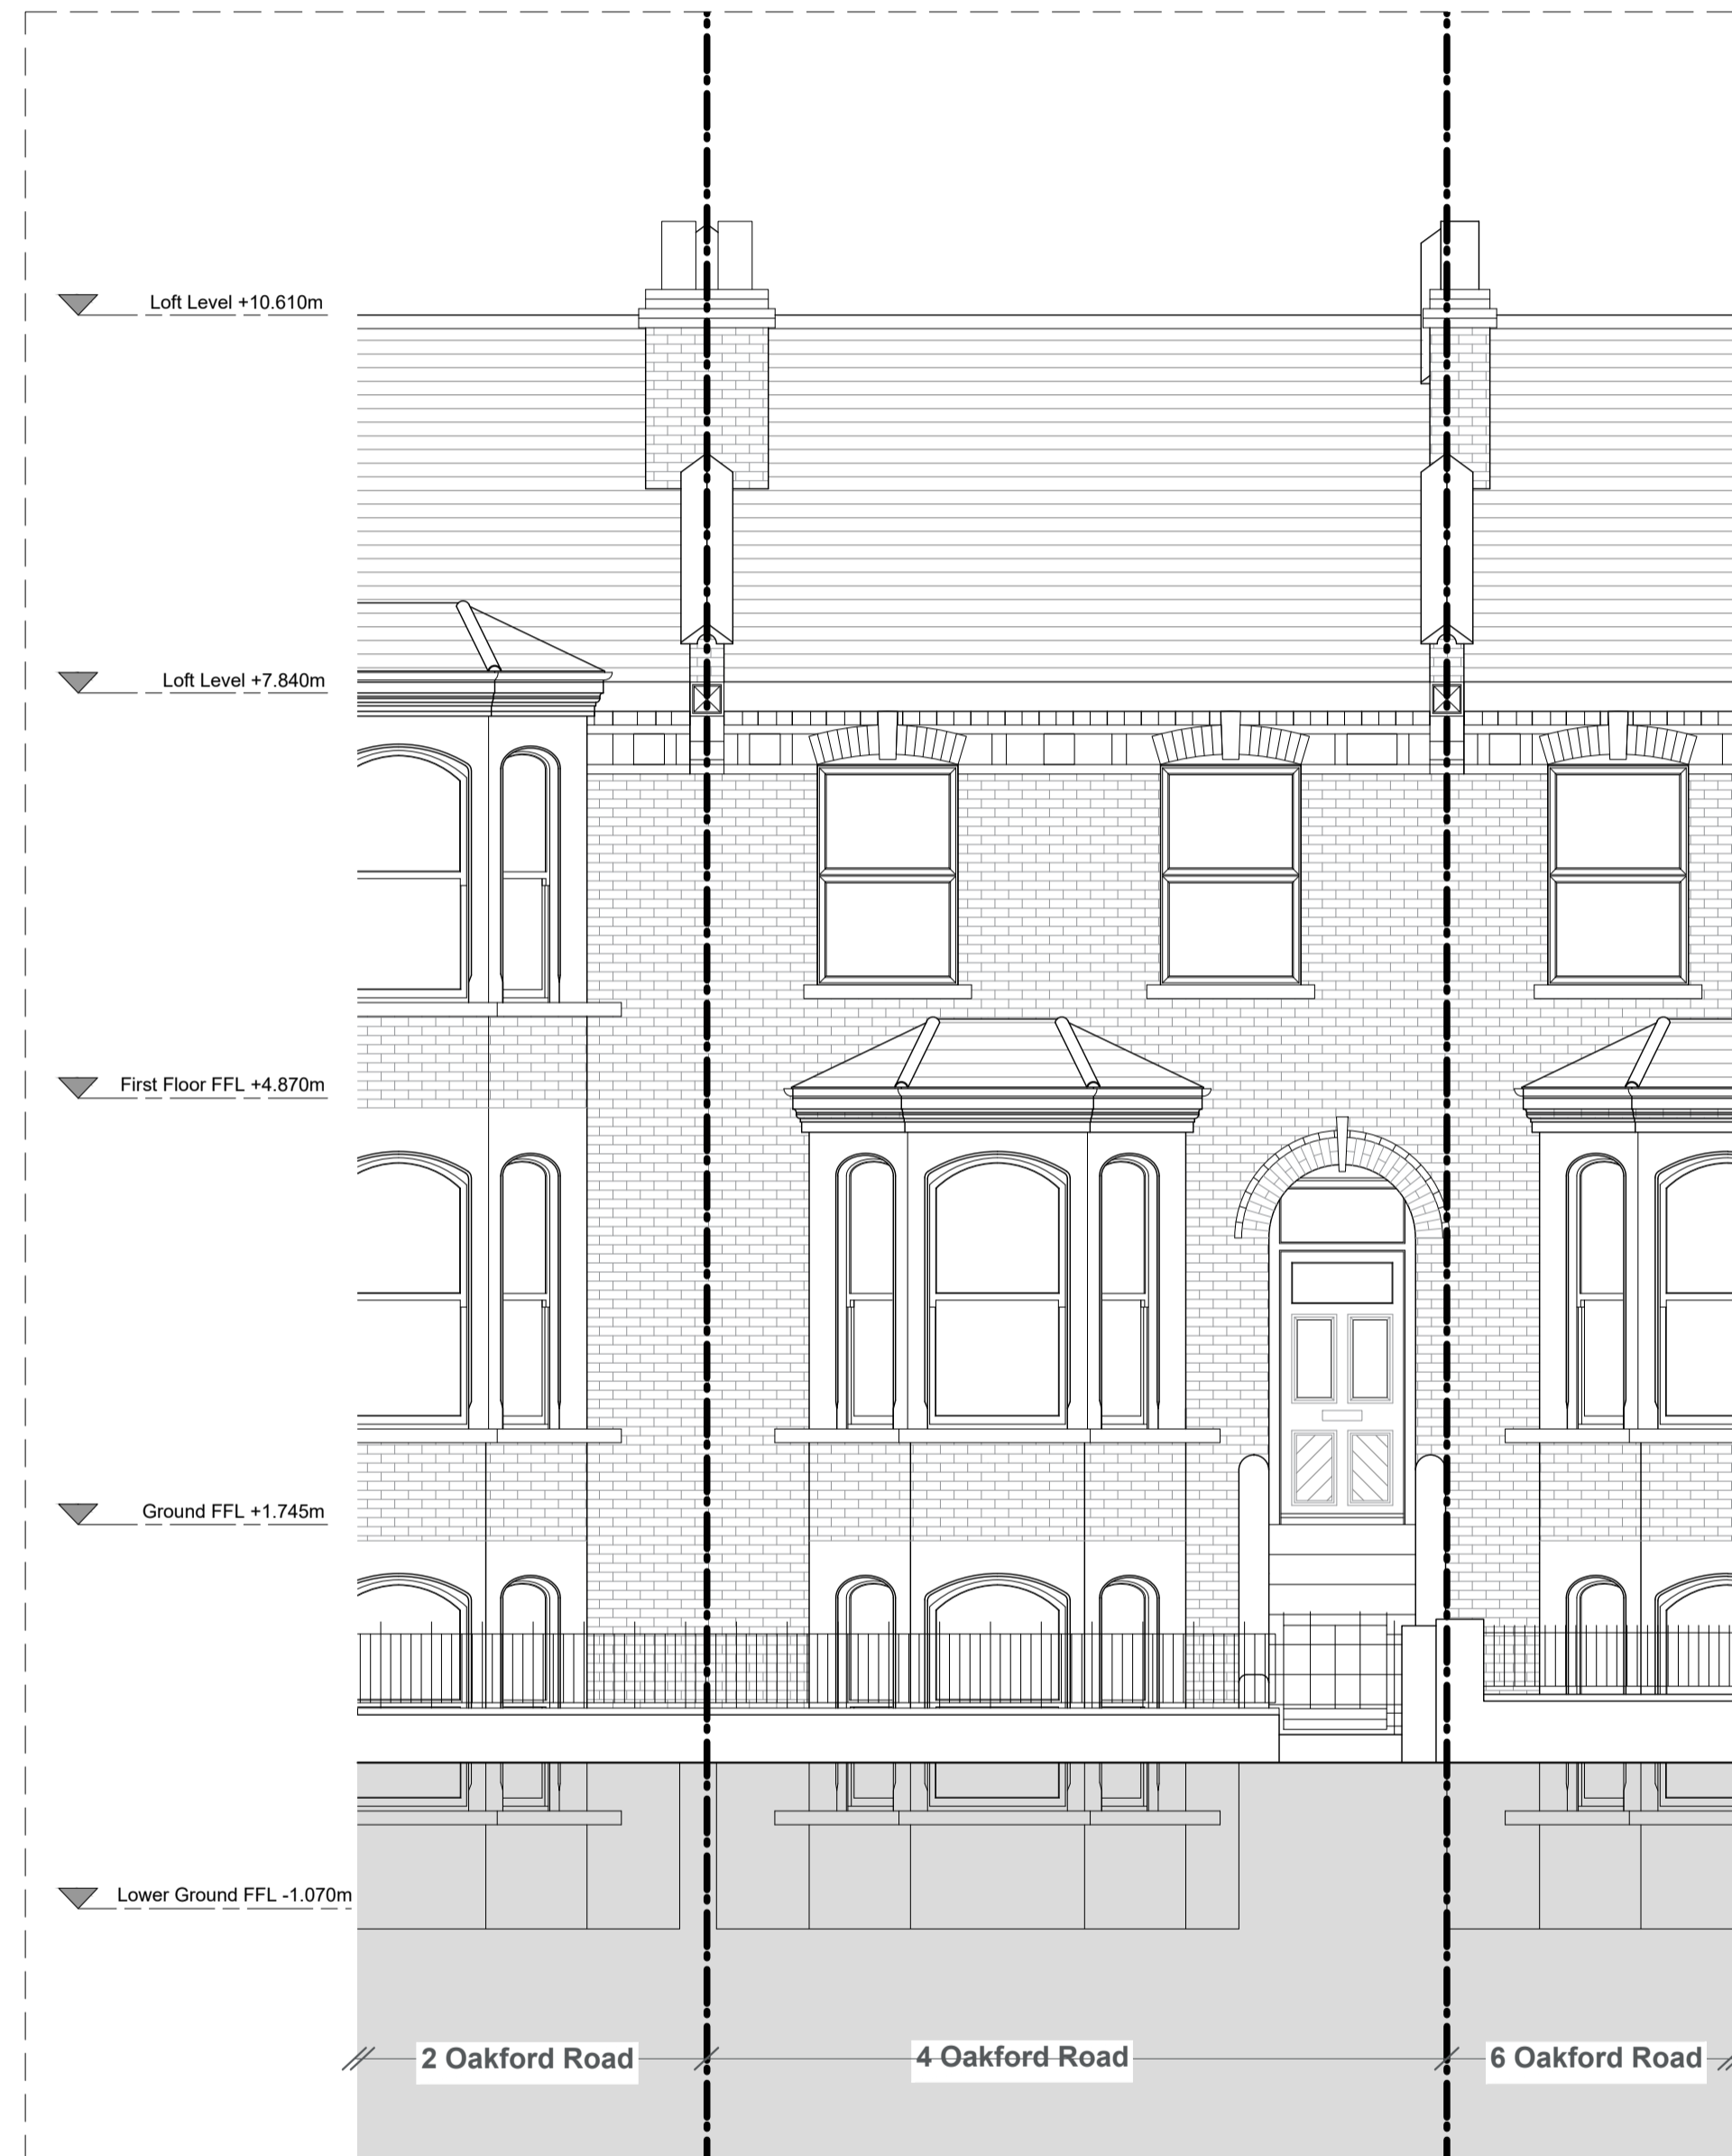 Loft Level +10.610m
Loft Level +7.840m
First Floor FFL +4.870m
Ground FFL +1.745m
Lower Ground FFL -1.070m
2 Oakford Road
4 Oakford Road
6 Oakford Road